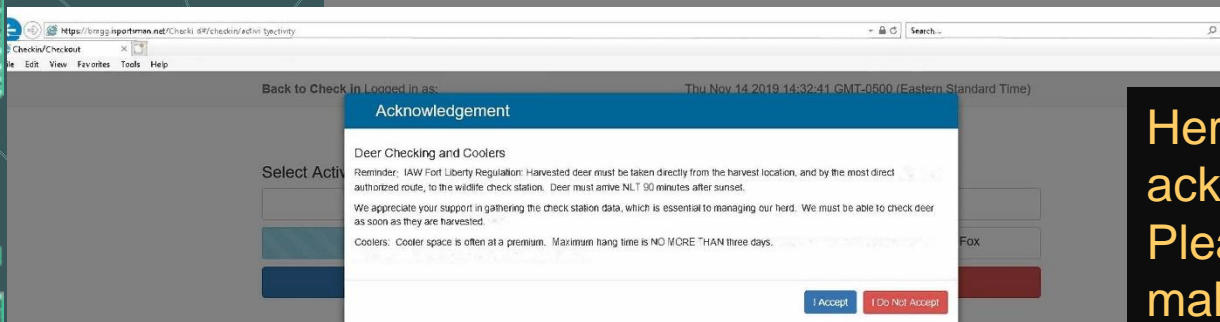 https://bragg.isportsman.net/Checki d#/checkin/activi tyactivity
Search...
Checkin/Checkout
Edit View Favorites Tools Help
Back to Check in Logged in as:
Thu Nov 14 2019 14:32:41 GMT-0500 (Eastern Standard Time)
Acknowledgement
Deer Checking and Coolers
Select Activ
Reminder; IAW Fort Liberty Regulation: Harvested deer must be taken directly from the harvest location, and by the most direct
authorized route, to the wildlife check station. Deer must arrive NLT 90 minutes after sunset.
We appreciate your support in gathering the check station data, which is essential to managing our herd. We must be able to check deer
as soon as they are harvested.
Coolers: Cooler space is often at a premium. Maximum hang time is NO MORE THAN three days.
Fox
I Accept
I Do Not Accept
Her
ack
Plea
mal